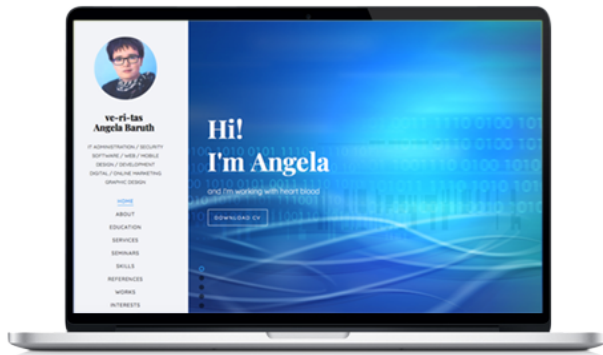 ve-ri-tas
Angela Baruth
IT ADMINISTRATION / SECURITY
SOFTWARE / WEB / MOBILE
DESIGN / DEVELOPMENT
DIGITAL / ONLINE MARKETING
GRAPHIC DESIGN
HOME
ABOUT
EDUCATION
SERVICES
SEMINARE
SKILLS
REFERENCES
WORKS
INTERESTS
Hi!
I'm Angela
and I'm working with heart blood
DOWNLOAD CV